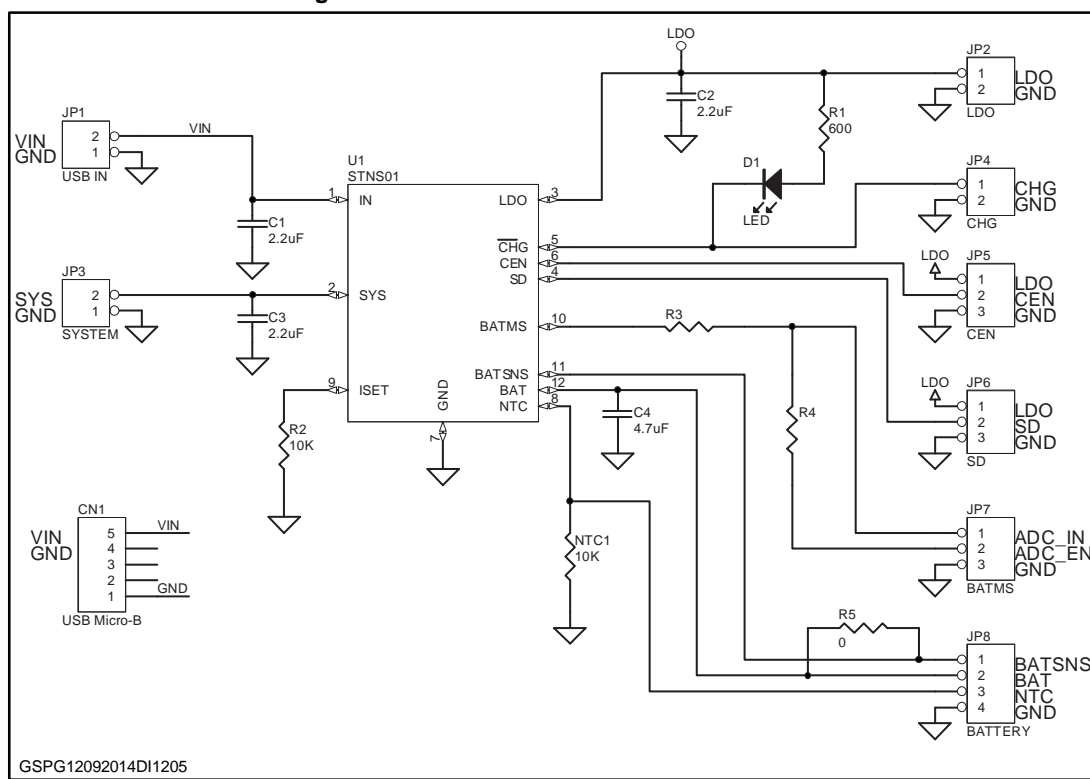 LDO
JP2
1 LDO
2 GND
LDO
C2
2.2uF
R1
600
JP1
VIN 2
GND 1
USB IN
VIN
D1
LED
JP4
1 CHG
2 GND
CHG
U1
STNS01
1 IN
LDO 3
C1
2.2uF
CHG 5
CEN 6
SD 4
JP5
LDO
1 LDO
2 CEN
3 GND
CEN
JP3
SYS 2
GND 1
SYSTEM
2 SYS
C3
2.2uF
BATMS 10
R3
BATSNS 11
BAT 12
NTC 8
9 ISET
GND
7
R2
10K
C4
4.7uF
R4
JP6
LDO
1 LDO
2 SD
3 GND
SD
CN1
VIN 5 VIN
GND 4
3
2
1 GND
USB Micro-B
NTC1
10K
JP7
1 ADC_IN
2 ADC_EN
3 GND
BATMS
R5
0
JP8
1 BATSNS
2 BAT
3 NTC
4 GND
BATTERY
GSPG12092014DI1205